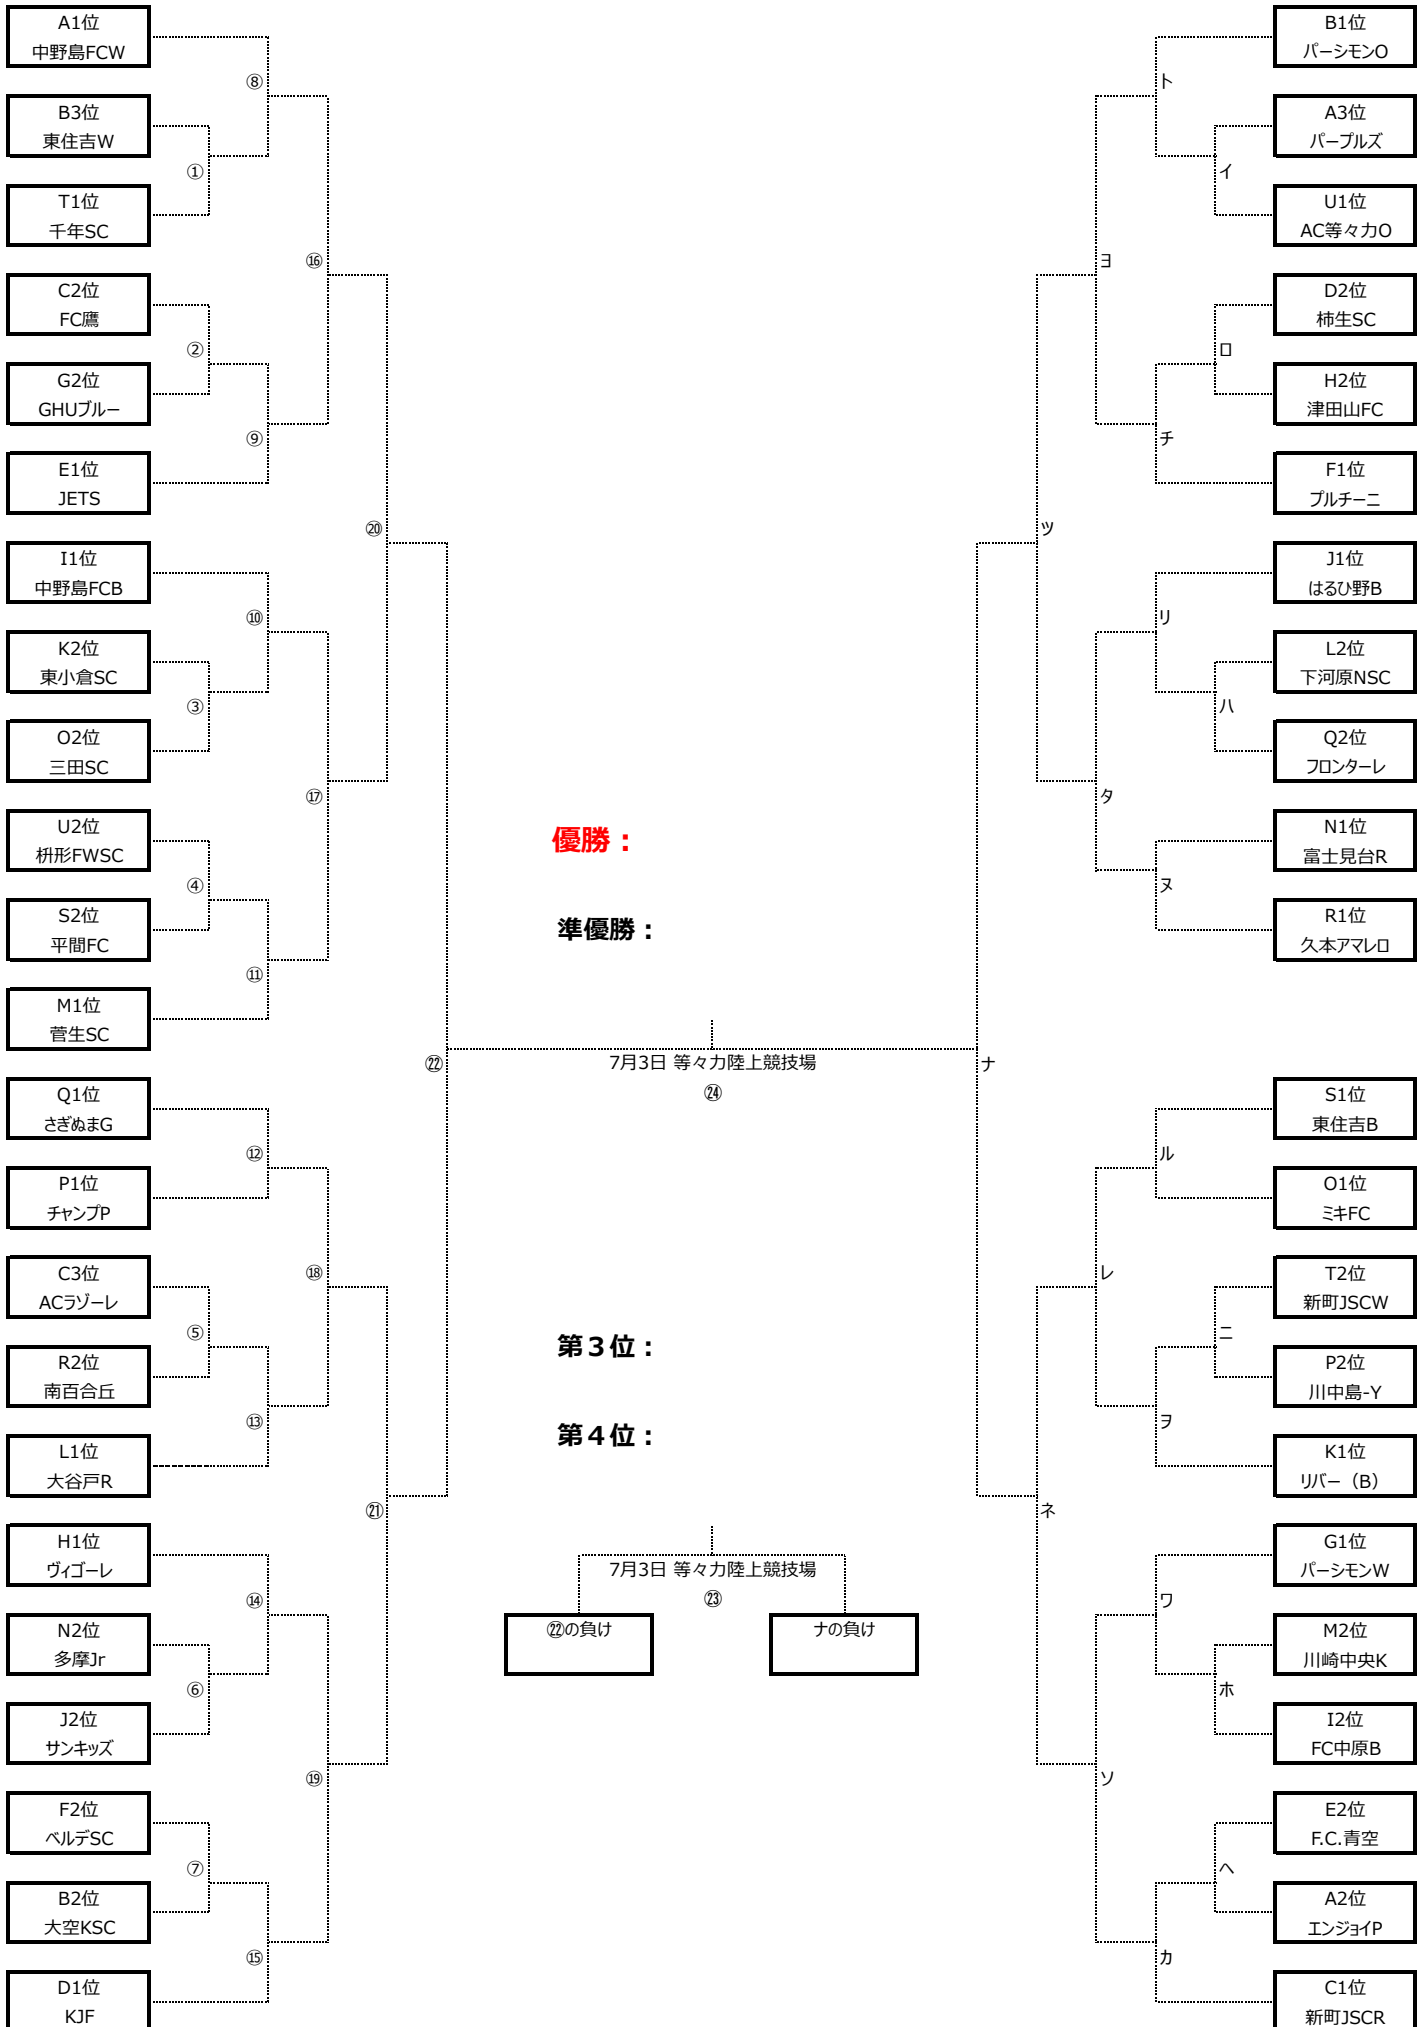 A1位
中野島FCW
⑧
B3位
東住吉W
①
T1位
千年SC
⑯
C2位
FC鷹
②
G2位
GHUブルー
⑨
E1位
JETS
⑳
I1位
中野島FCB
⑩
K2位
東小倉SC
③
O2位
三田SC
⑰
U2位
枡形FWSC
④
S2位
平間FC
⑪
M1位
菅生SC
㉒
Q1位
さぎぬまG
⑫
P1位
チャンプP
C3位
ACラゾーレ
⑱
⑤
R2位
南百合丘
⑬
L1位
大谷戸R
㉑
H1位
ヴィゴーレ
⑭
N2位
多摩Jr
⑥
J2位
サンキッズ
⑲
F2位
ベルデSC
⑦
B2位
大空KSC
⑮
D1位
KJF
優勝：
準優勝：
7月3日 等々力陸上競技場
㉔
第３位：
第４位：
7月3日 等々力陸上競技場
㉓
㉒の負け
ナの負け
B1位
パーシモンO
ト
A3位
パープルズ
イ
U1位
AC等々力O
ヨ
D2位
柿生SC
ロ
H2位
津田山FC
チ
F1位
プルチーニ
ツ
J1位
はるひ野B
リ
L2位
下河原NSC
ハ
Q2位
フロンターレ
タ
N1位
富士見台R
ヌ
R1位
久本アマレロ
ナ
S1位
東住吉B
ル
O1位
ミキFC
レ
T2位
新町JSCW
ニ
P2位
川中島-Y
ヲ
K1位
リバー（B）
ネ
G1位
パーシモンW
ワ
M2位
川崎中央K
ホ
I2位
FC中原B
ソ
E2位
F.C.青空
ヘ
A2位
エンジョイP
カ
C1位
新町JSCR